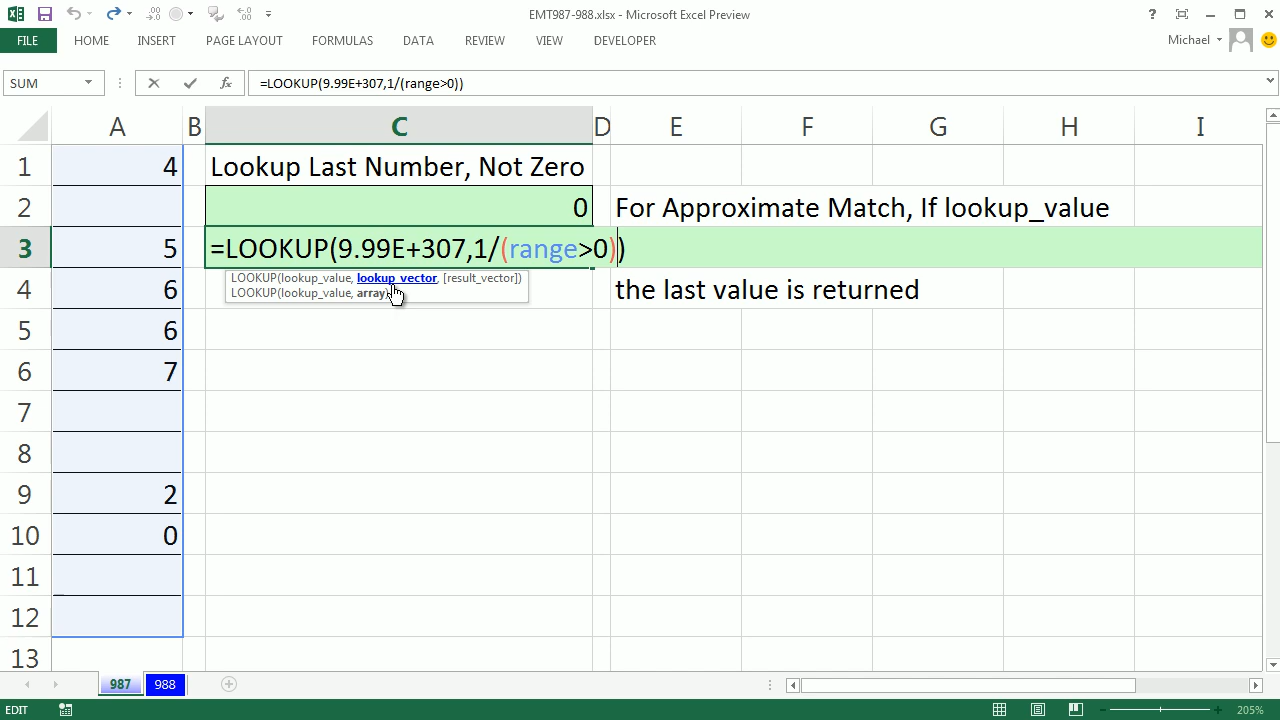 EMT987-988.xlsx - Microsoft Excel Preview
FILE HOME INSERT PAGE LAYOUT FORMULAS DATA REVIEW VIEW DEVELOPER Michael
SUM =LOOKUP(9.99E+307,1/(range>0))
A B C D E F G H I
1 4 Lookup Last Number, Not Zero
2 0 For Approximate Match, If lookup_value
3 5 =LOOKUP(9.99E+307,1/(range>0))
LOOKUP(lookup_value, lookup_vector, [result_vector])
LOOKUP(lookup_value, array)
4 6 the last value is returned
5 6
6 7
7
8
9 2
10 0
11
12
13
987 988
EDIT 205%